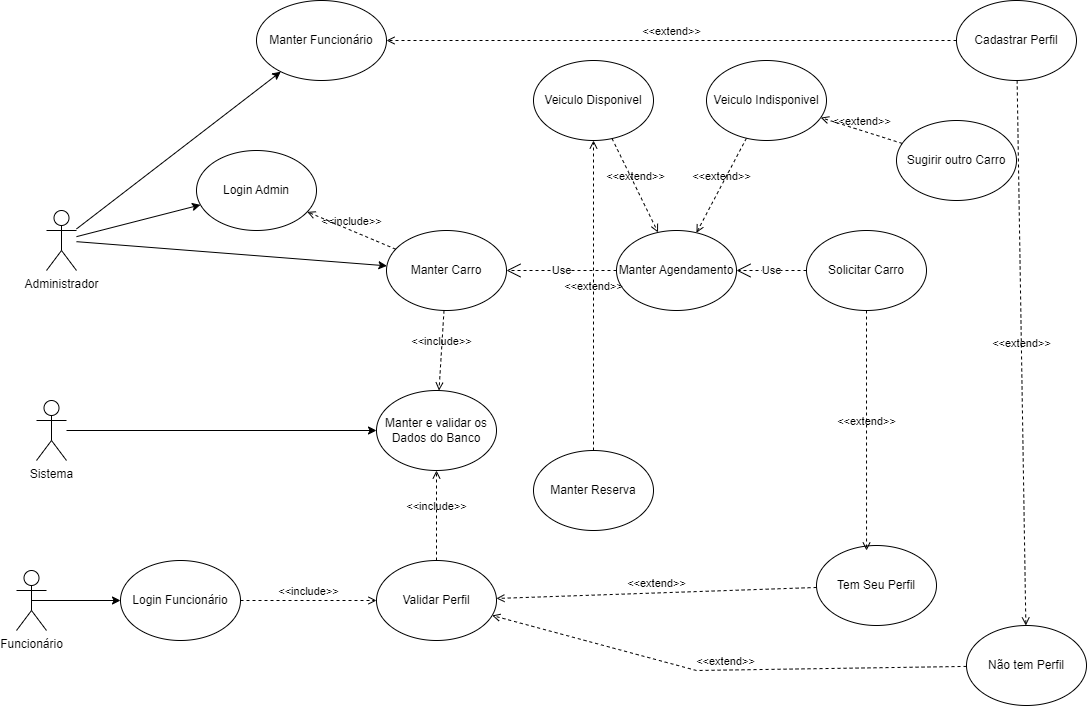 Manter Funcionário
<<extend>>
Cadastrar Perfil
Veiculo Disponivel
Veiculo Indisponivel
<<extend>>
Sugirir outro Carro
Login Admin
<<extend>>
<<extend>>
<<include>>
Administrador
Manter Carro
Use
Manter Agendamento
Use
Solicitar Carro
<<extend>>
<<include>>
<<extend>>
Manter e validar os
Dados do Banco
<<extend>>
Sistema
Manter Reserva
<<include>>
Funcionário
Login Funcionário
<<include>>
Validar Perfil
<<extend>>
Tem Seu Perfil
<<extend>>
Não tem Perfil